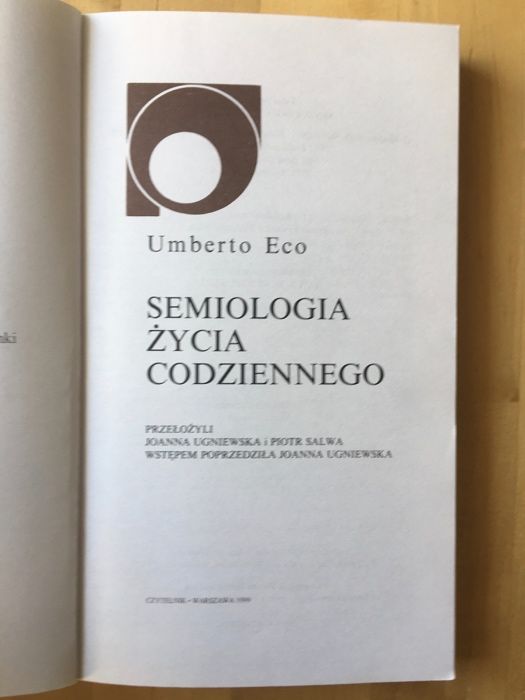 Umberto Eco
SEMIOLOGIA
ŻYCIA
CODZIENNEGO
PRZEŁOŻYLI
JOANNA UGNIEWSKA i PIOTR SALWA
WSTĘPEM POPRZEDZIŁA JOANNA UGNIEWSKA
CZYTELNIK • WARSZAWA 1999